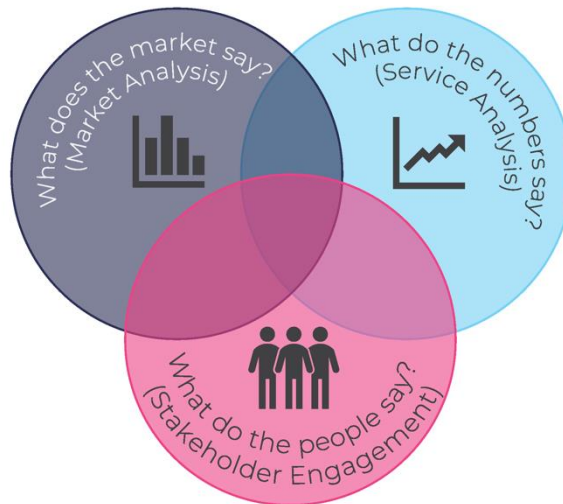 What does the market say?
(Market Analysis)
What do the numbers say?
(Service Analysis)
What do the people say?
(Stakeholder Engagement)